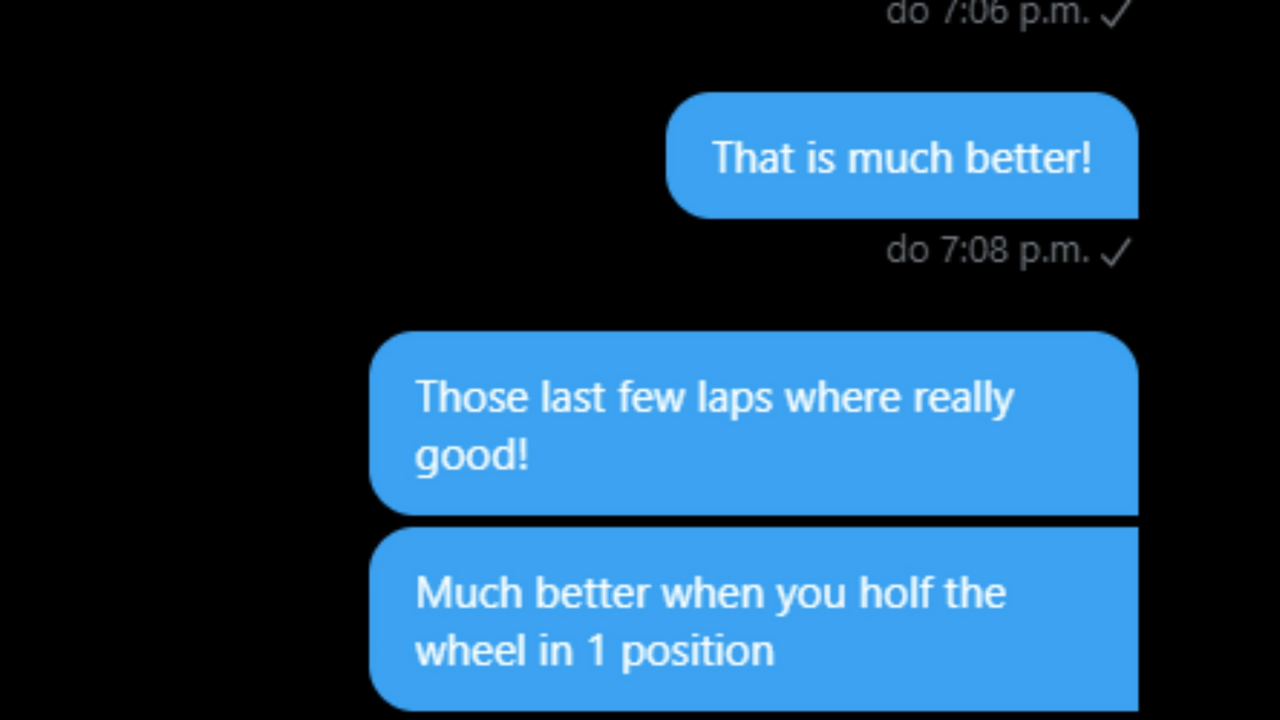 do 7:06 p.m. ✓
That is much better!
do 7:08 p.m. ✓
Those last few laps where really
good!
Much better when you holf the
wheel in 1 position